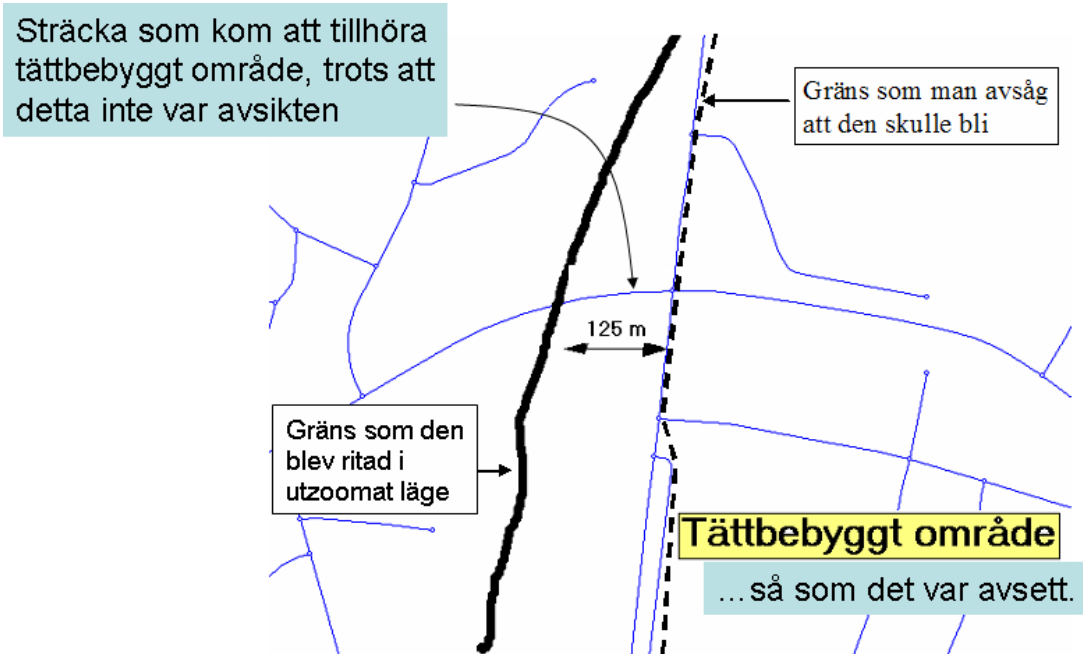 Sträcka som kom att tillhöra
tättbebyggt område, trots att
detta inte var avsikten
Gräns som man avsåg
att den skulle bli
125 m
Gräns som den
blev ritad i
utzoomat läge
Tättbebyggt område
...så som det var avsett.